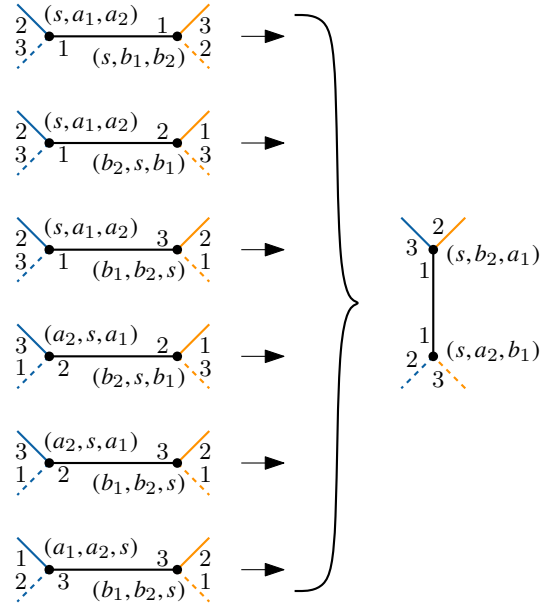 2 (s,a₁,a₂) 1 3
3 1 (s,b₁,b₂) 2
2 (s,a₁,a₂) 2 1
3 1 (b₂,s,b₁) 3
2 (s,a₁,a₂) 3 2
3 1 (b₁,b₂,s) 1
3 (a₂,s,a₁) 2 1
1 2 (b₂,s,b₁) 3
3 (a₂,s,a₁) 3 2
1 2 (b₁,b₂,s) 1
1 (a₁,a₂,s) 3 2
2 3 (b₁,b₂,s) 1
2
3 (s,b₂,a₁)
1
1
2 (s,a₂,b₁)
3